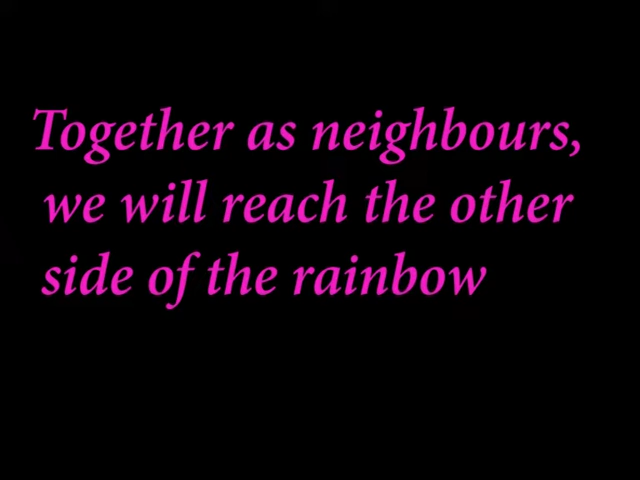 Together as neighbours,
we will reach the other
side of the rainbow